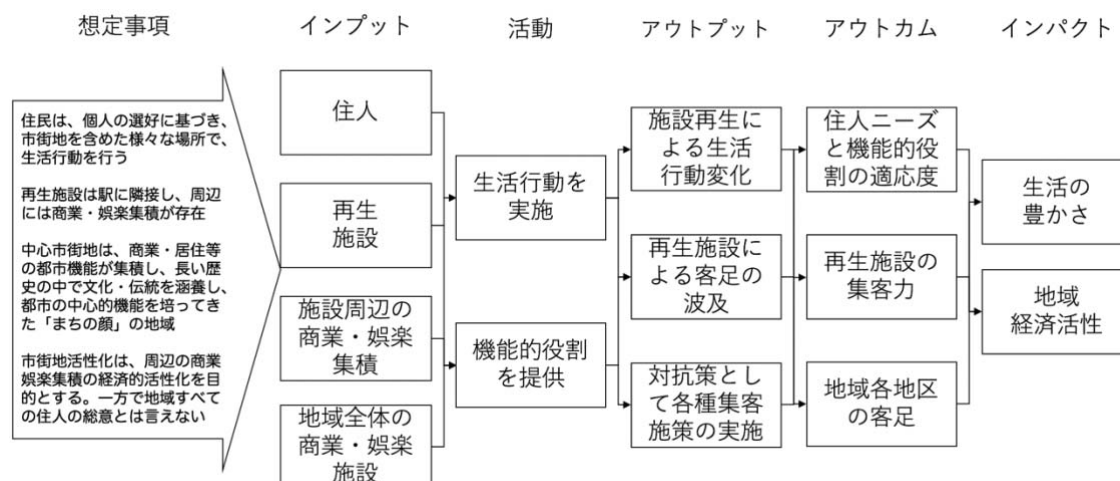 想定事項
インプット
活動
アウトプット
アウトカム
インパクト
住民は、個人の選好に基づき、
市街地を含めた様々な場所で、
生活行動を行う
再生施設は駅に隣接し、周辺
には商業・娯楽集積が存在
中心市街地は、商業・居住等
の都市機能が集積し、長い歴
史の中で文化・伝統を涵養し、
都市の中心的機能を培ってき
た「まちの顔」の地域
市街地活性化は、周辺の商業
娯楽集積の経済的活性化を目
的とする。一方で地域すべて
の住人の総意とは言えない
住人
再生
施設
施設周辺の
商業・娯楽
集積
地域全体の
商業・娯楽
施設
生活行動を
実施
機能的役割
を提供
施設再生に
よる生活
行動変化
再生施設に
よる客足の
波及
対抗策とし
て各種集客
施策の実施
住人ニーズ
と機能的役
割の適応度
再生施設の
集客力
地域各地区
の客足
生活の
豊かさ
地域
経済活性